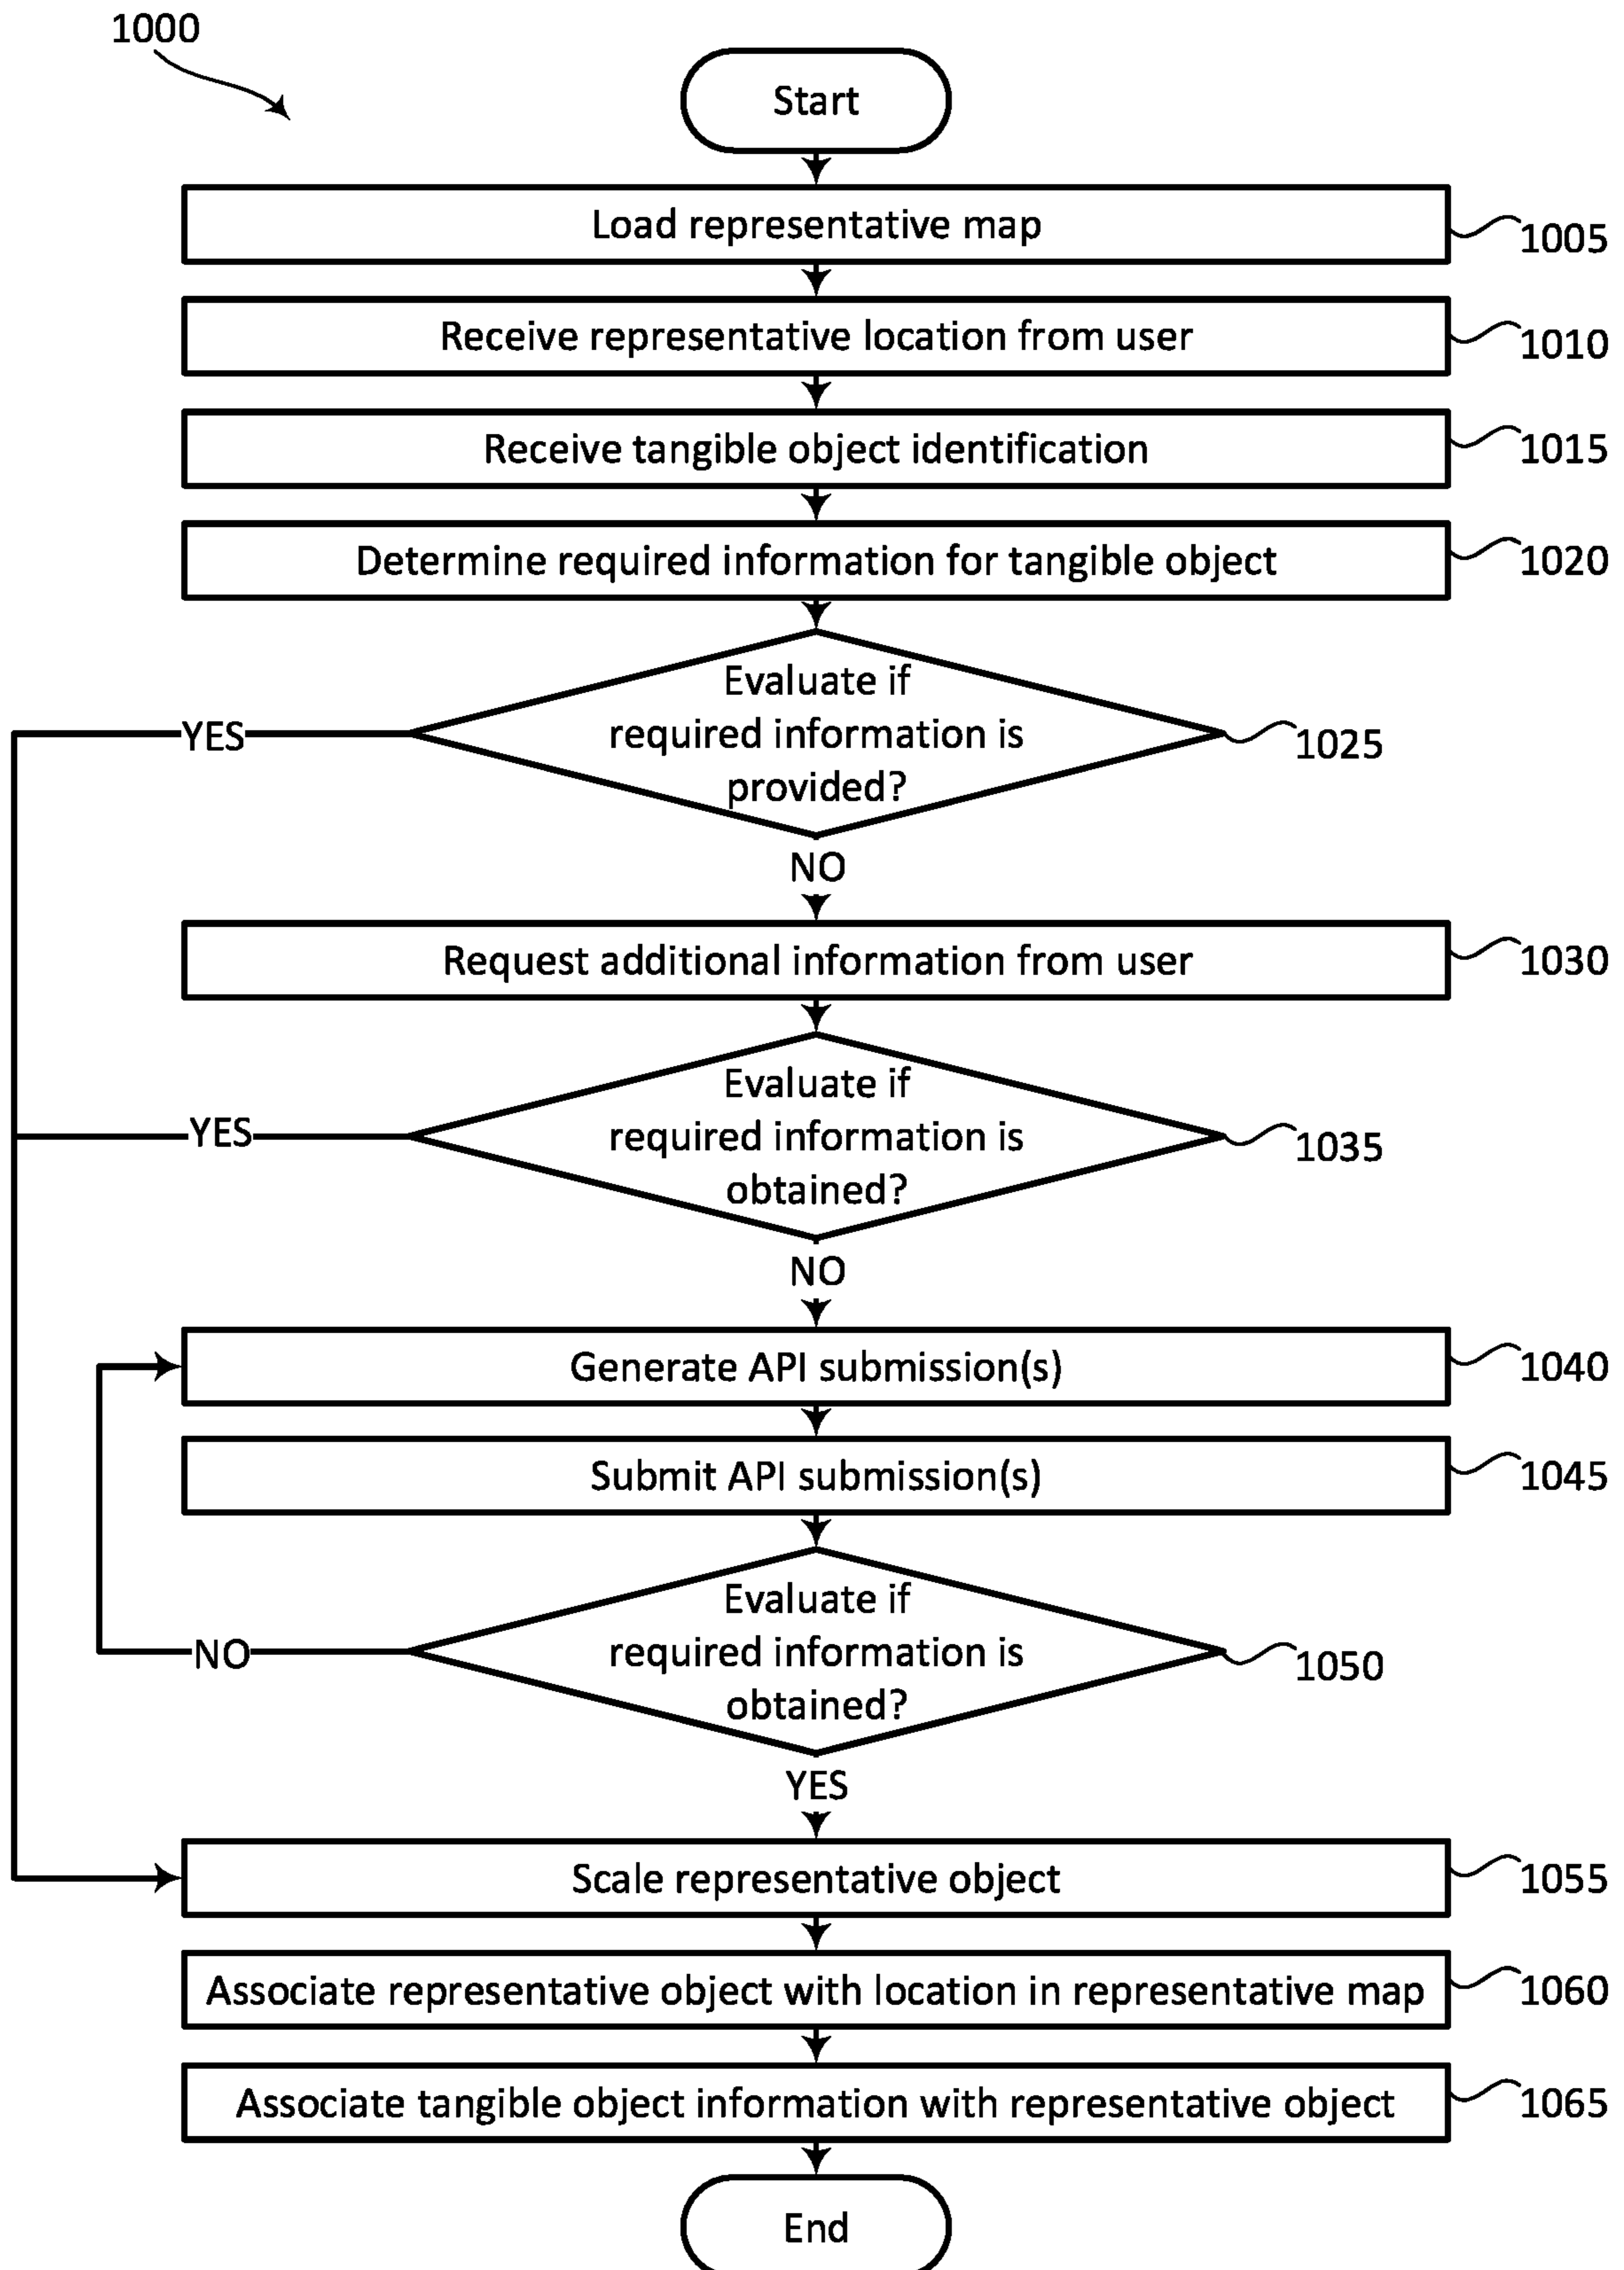 1000
Start
Load representative map
1005
Receive representative location from user
1010
Receive tangible object identification
1015
Determine required information for tangible object
1020
Evaluate if
required information is
provided?
1025
YES
NO
Request additional information from user
1030
Evaluate if
required information is
obtained?
1035
YES
NO
Generate API submission(s)
1040
Submit API submission(s)
1045
Evaluate if
required information is
obtained?
1050
NO
YES
Scale representative object
1055
Associate representative object with location in representative map
1060
Associate tangible object information with representative object
1065
End